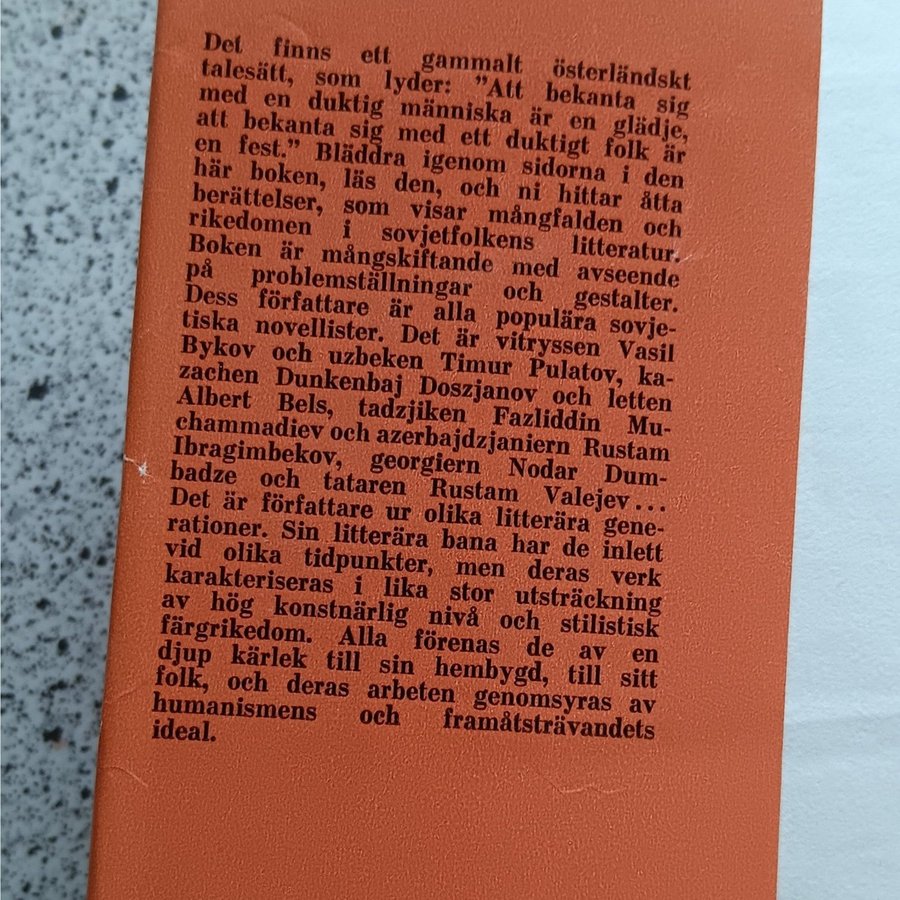 Det finns ett gammalt österländskt
talesätt, som lyder: ”Att bekanta sig
med en duktig människa är en glädje,
att bekanta sig med ett duktigt folk är
en fest.” Bläddra igenom sidorna i den
här boken, läs den, och ni hittar åtta
berättelser, som visar mångfalden och
rikedomen i sovjetfolkens litteratur.
Boken är mångskiftande med avseende
på problemställningar och gestalter.
Dess författare är alla populära sovje-
tiska novellister. Det är vitryssen Vasil
Bykov och uzbeken Timur Pulatov, ka-
zachen Dunkenbaj Doszjanov och letten
Albert Bels, tadzjiken Fazliddin Mu-
chammadiev och azerbajdzjaniern Rustam
Ibragimbekov, georgiern Nodar Dum-
badze och tataren Rustam Valejev...
Det är författare ur olika litterära gene-
rationer. Sin litterära bana har de inlett
vid olika tidpunkter, men deras verk
karakteriseras i lika stor utsträckning
av hög konstnärlig nivå och stilistisk
färgrikedom. Alla förenas de av en
djup kärlek till sin hembygd, till sitt
folk, och deras arbeten genomsyras av
humanismens och framåtsträvandets
ideal.